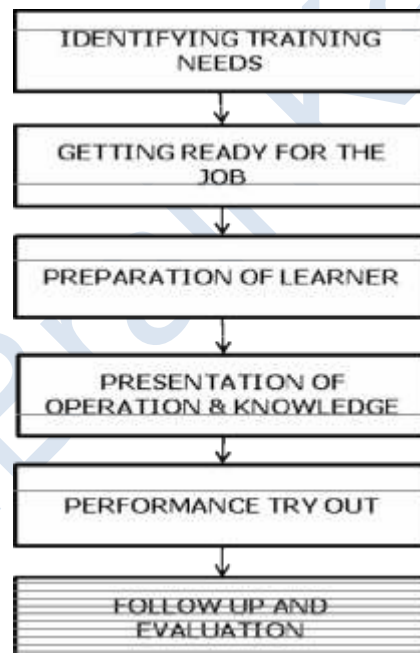 IDENTIFYING TRAINING
NEEDS
GETTING READY FOR THE
JOB
PREPARATION OF LEARNER
PRESENTATION OF
OPERATION & KNOWLEDGE
PERFORMANCE TRY OUT
FOLLOW UP AND
EVALUATION